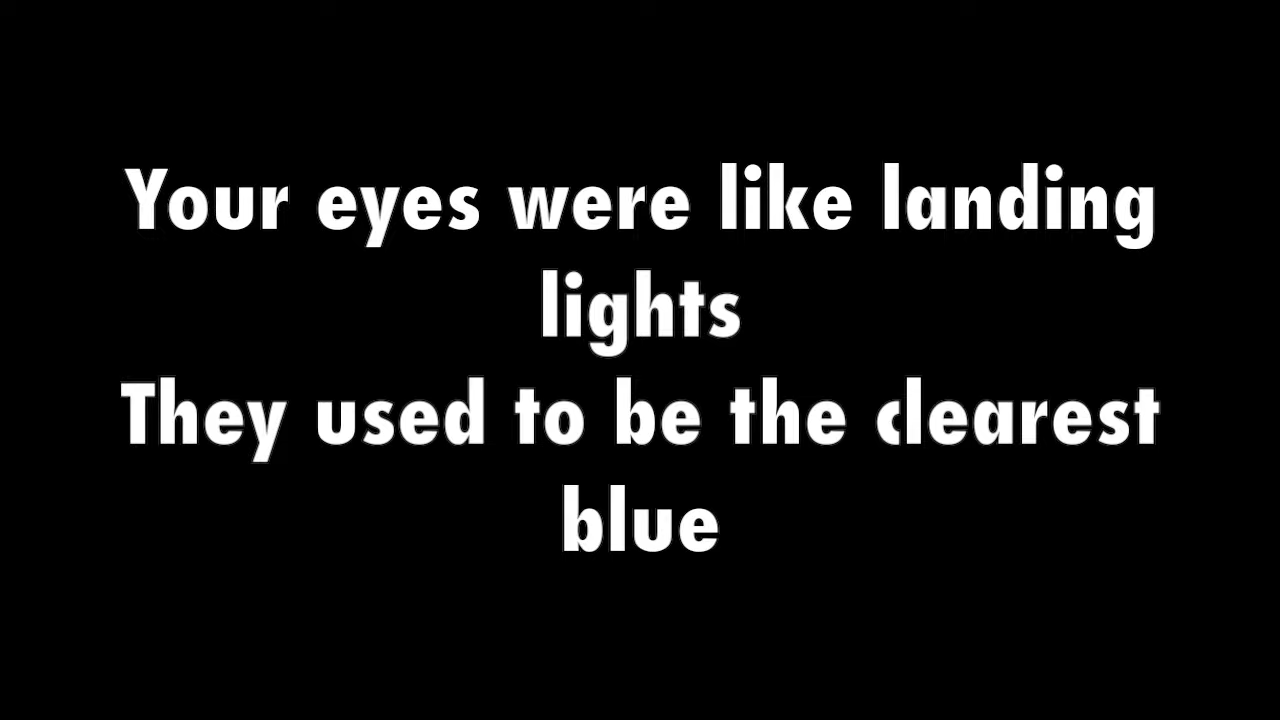 Your eyes were like landing
lights
They used to be the clearest
blue